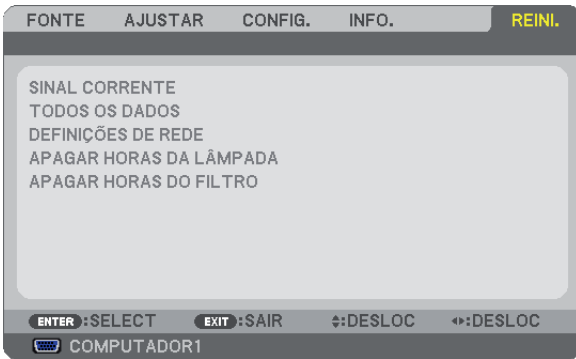 FONTE AJUSTAR CONFIG. INFO. REINI.
SINAL CORRENTE
TODOS OS DADOS
DEFINIÇÕES DE REDE
APAGAR HORAS DA LÂMPADA
APAGAR HORAS DO FILTRO
ENTER :SELECT EXIT :SAIR :DESLOC :DESLOC
COMPUTADOR1